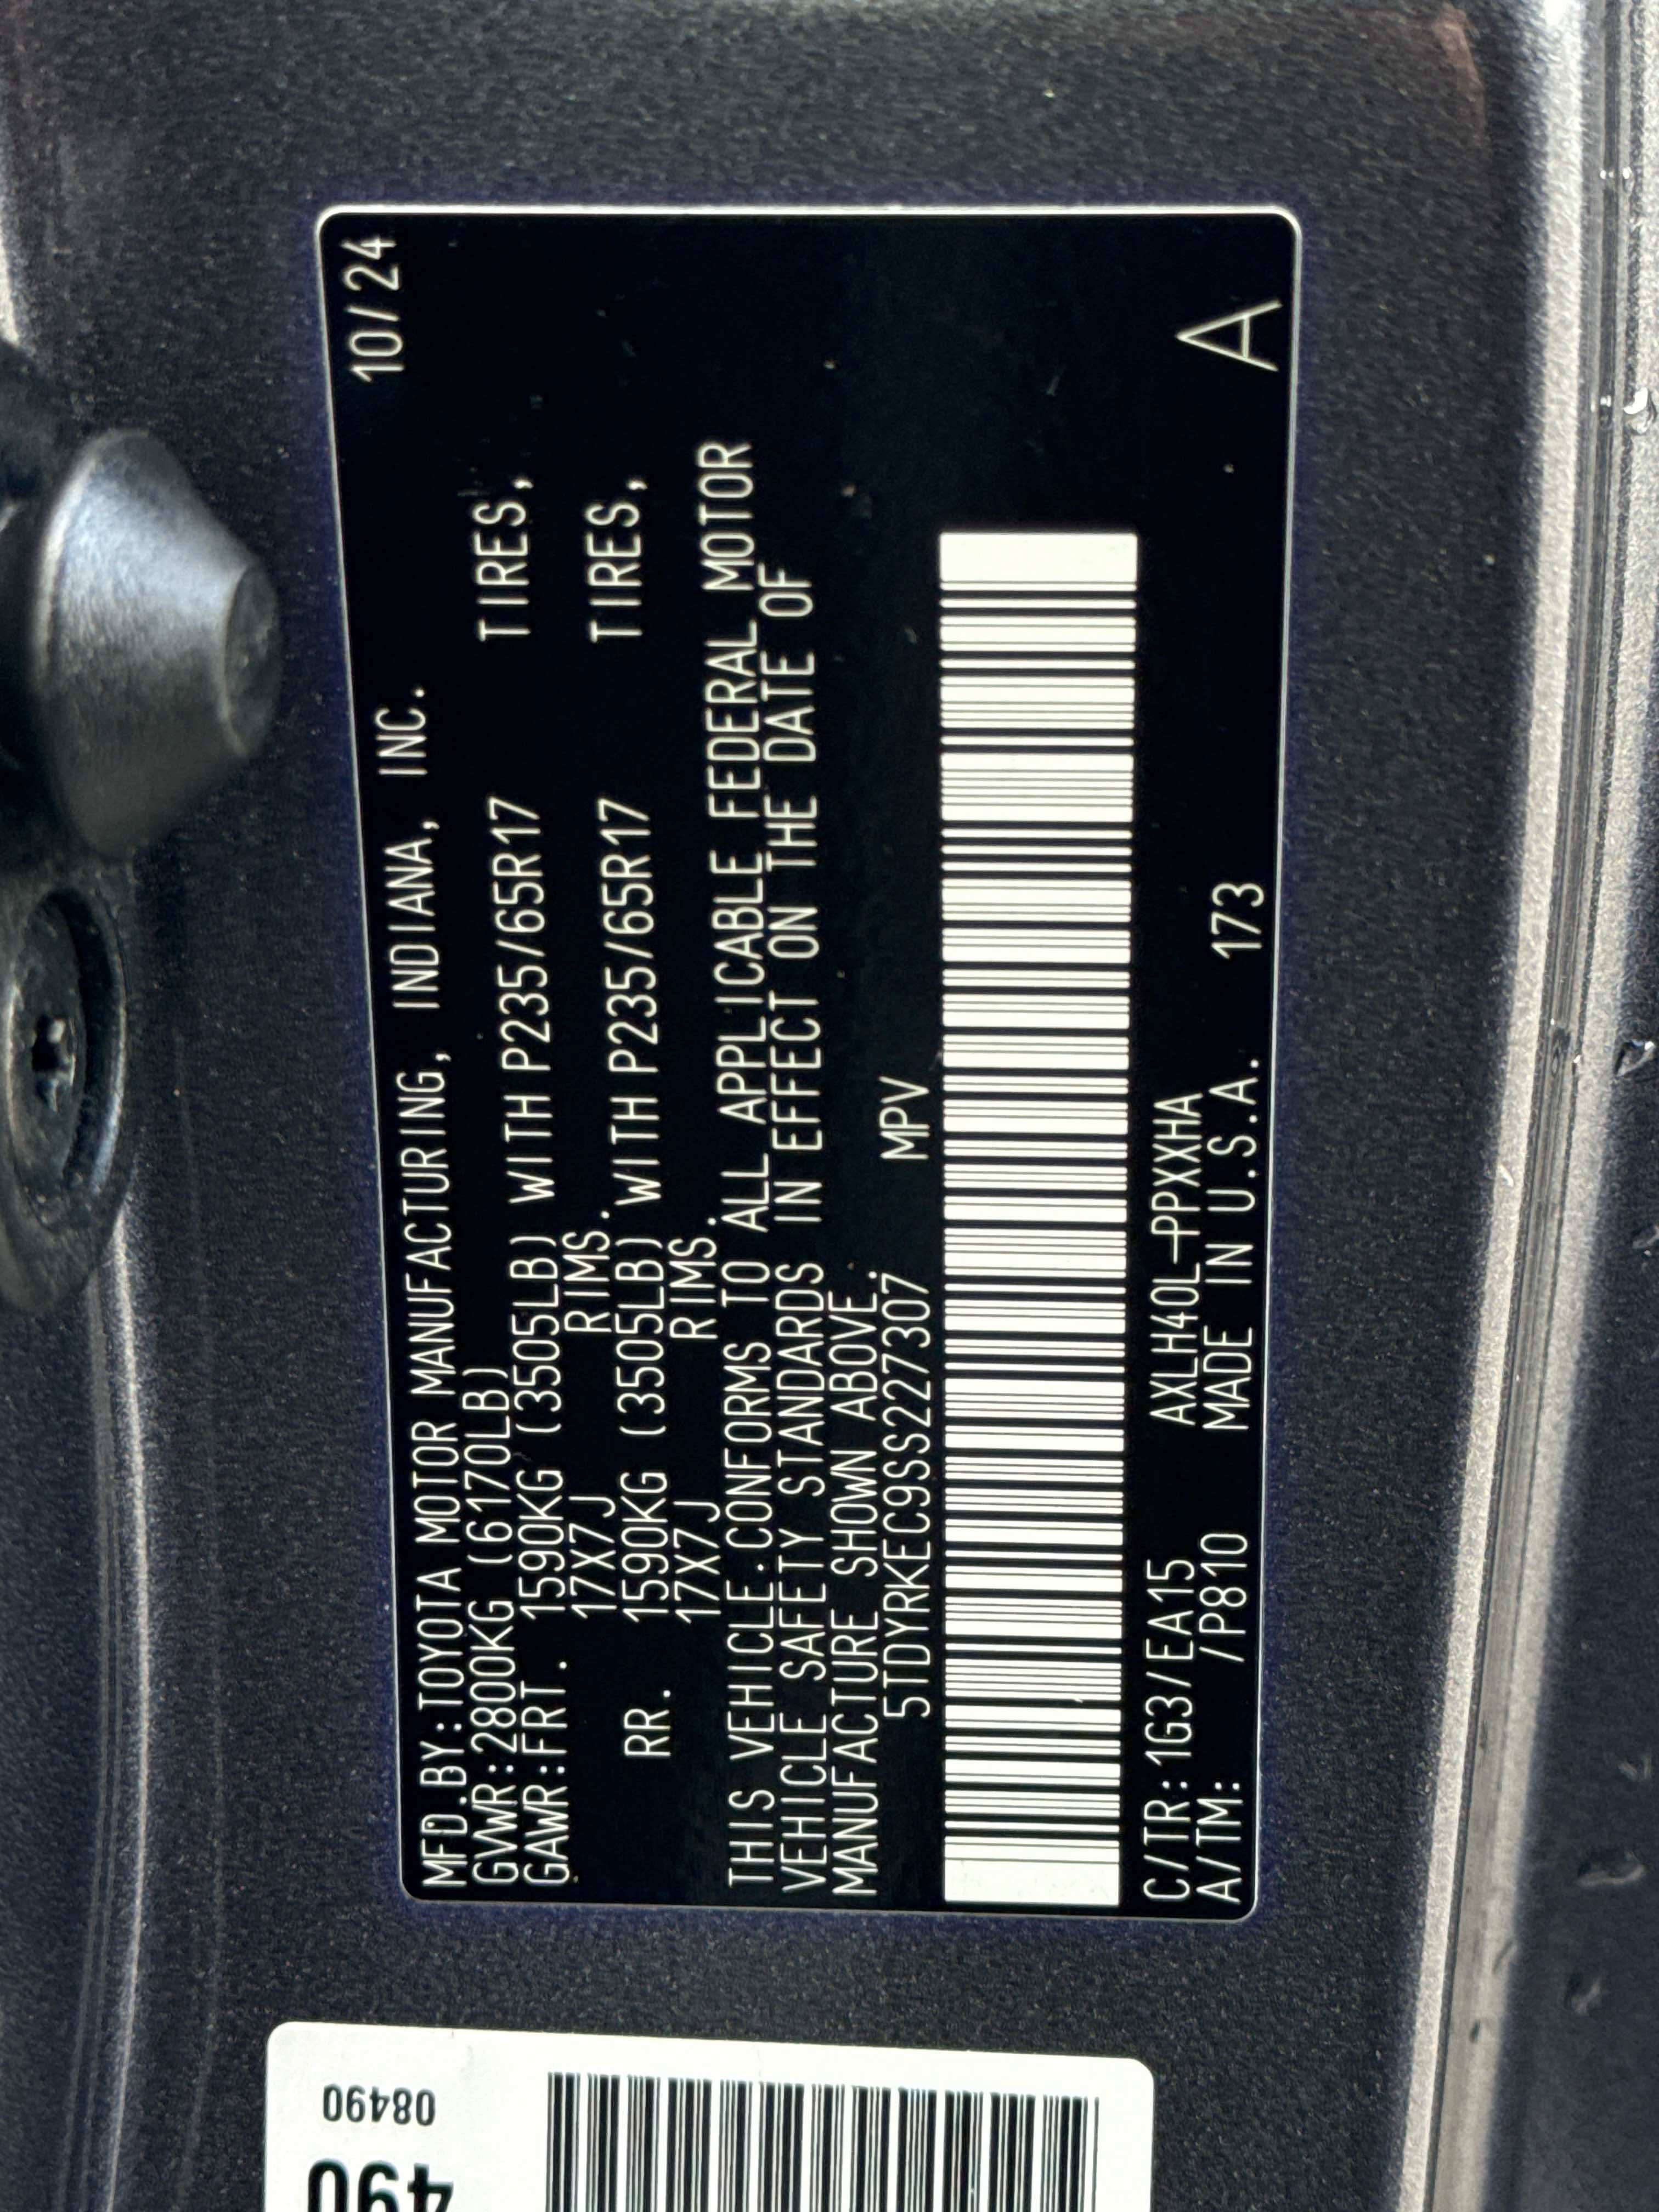 10/24
MFD.BY:TOYOTA MOTOR MANUFACTURING, INDIANA, INC.
GVWR:2800KG (6170LB)
GAWR:FRT. 1590KG (3505LB) WITH P235/65R17 TIRES,
17X7J RIMS.
RR. 1590KG (3505LB) WITH P235/65R17 TIRES,
17X7J RIMS.
THIS VEHICLE.CONFORMS TO ALL APPLICABLE FEDERAL MOTOR
VEHICLE SAFETY STANDARDS IN EFFECT ON THE DATE OF
MANUFACTURE SHOWN ABOVE.
5TDYRKEC9SS227307 MPV
C/TR:1G3/EA15 AXLH40L-PPXXHA
A/TM: /P810 MADE IN U.S.A. 173 A
08490
490